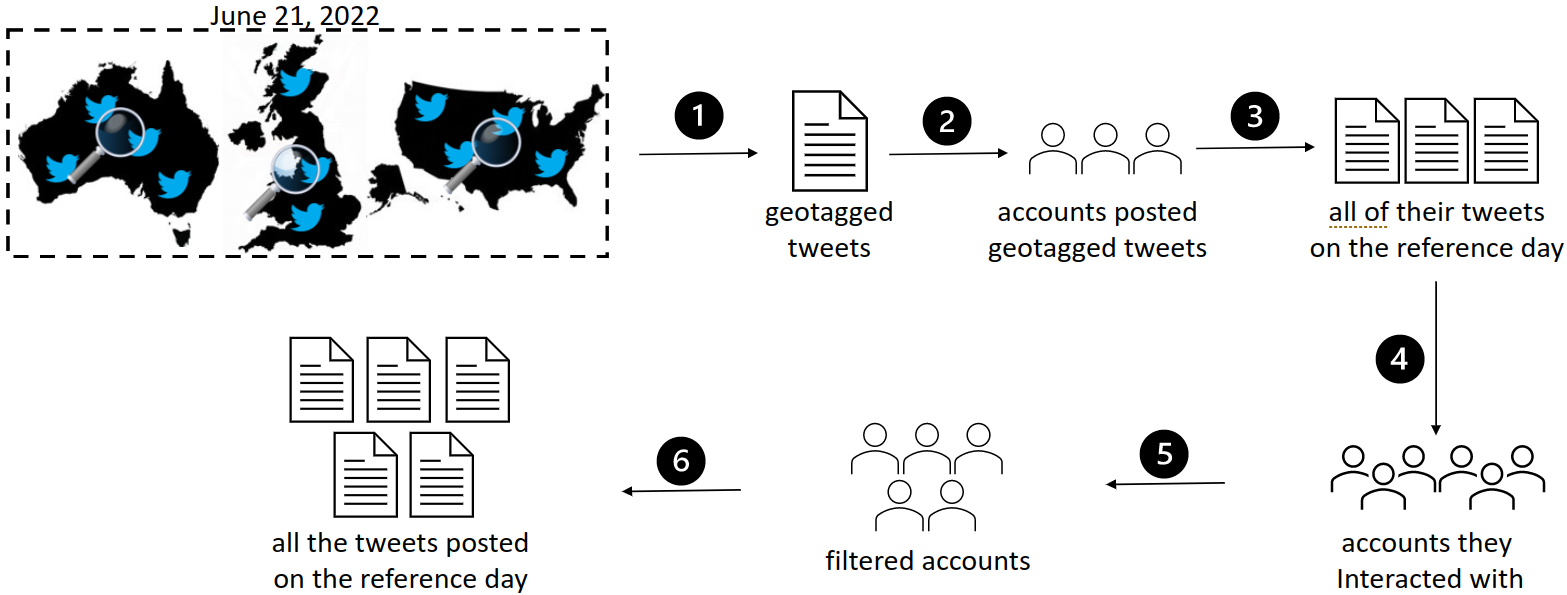 June 21, 2022
1
2
3
geotagged
tweets
accounts posted
geotagged tweets
all of their tweets
on the reference day
4
5
6
accounts they
Interacted with
filtered accounts
all the tweets posted
on the reference day